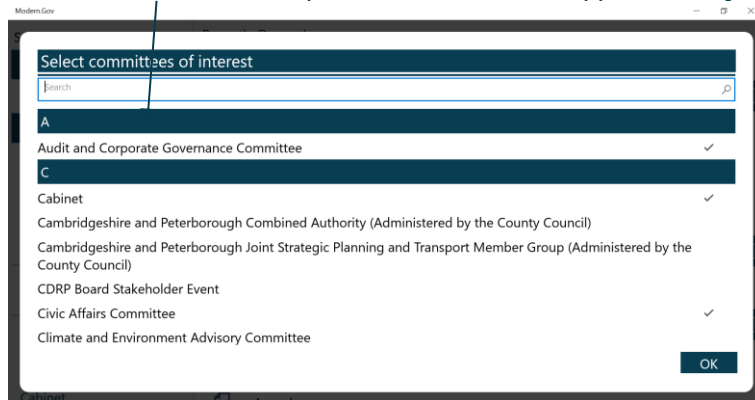 Modern.Gov
Select committees of interest
Search
A
Audit and Corporate Governance Committee
C
Cabinet
Cambridgeshire and Peterborough Combined Authority (Administered by the County Council)
Cambridgeshire and Peterborough Joint Strategic Planning and Transport Member Group (Administered by the
County Council)
CDRP Board Stakeholder Event
Civic Affairs Committee
Climate and Environment Advisory Committee
OK
Cabinet